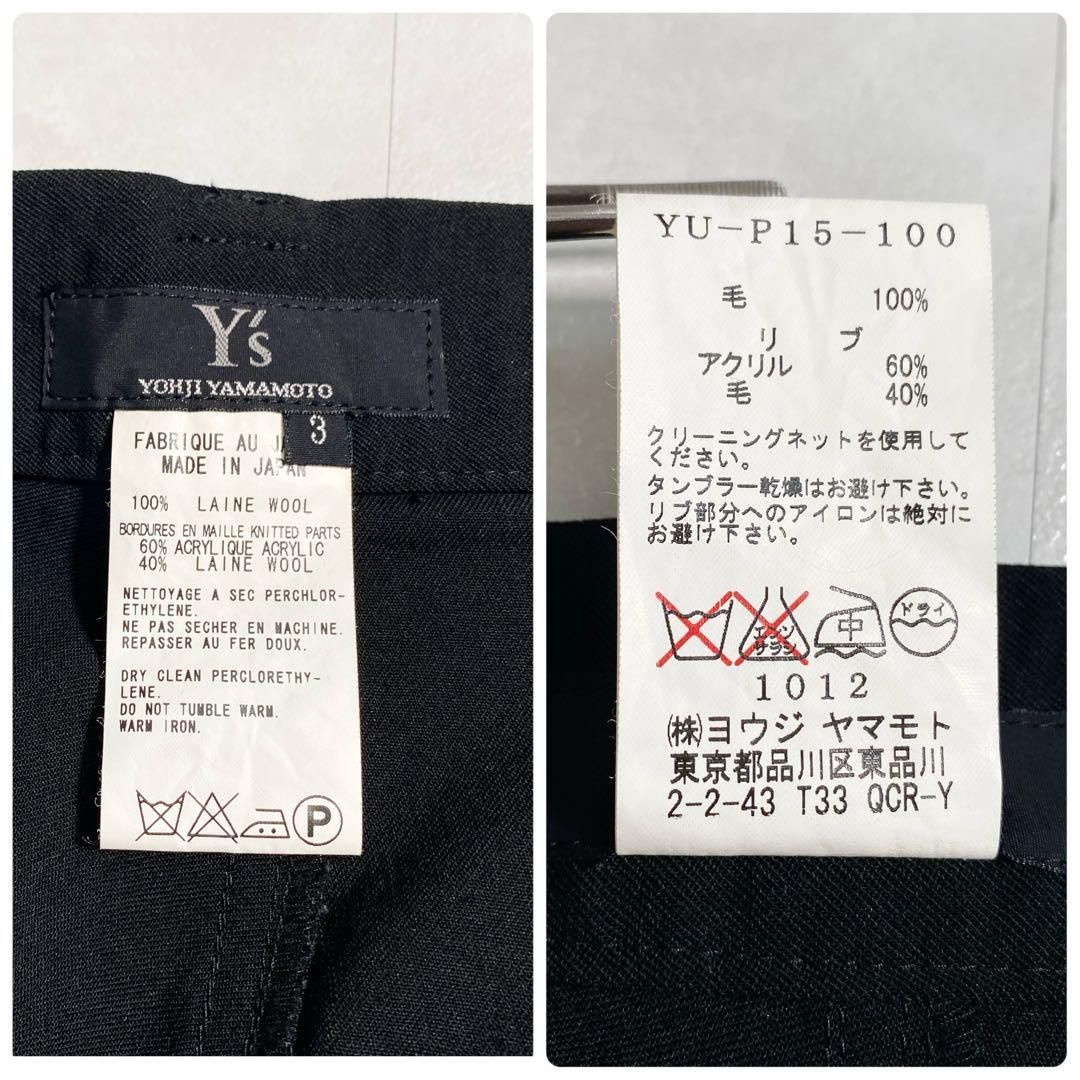 Y's
YOHJI YAMAMOTO
3
FABRIQUE AU
MADE IN JAPAN
100% LAINE WOOL
BORDURES EN MAILLE KNITTED PARTS
60% ACRYLIQUE ACRYLIC
40% LAINE WOOL
NETTOYAGE A SEC PERCHLOR-
ETHYLENE.
NE PAS SECHER EN MACHINE.
REPASSER AU FER DOUX.
DRY CLEAN PERCLORETHY-
LENE.
DO NOT TUMBLE WARM.
WARM IRON.
P
YU-P15-100
毛 100%
リブ
アクリル 60%
毛 40%
クリーニングネットを使用して
ください。
タンブラー乾燥はお避け下さい。
リブ部分へのアイロンは絶対に
お避け下さい。
エンソ
サラシ
中
ドライ
1012
(株)ヨウジ ヤマモト
東京都品川区東品川
2-2-43 T33 QCR-Y